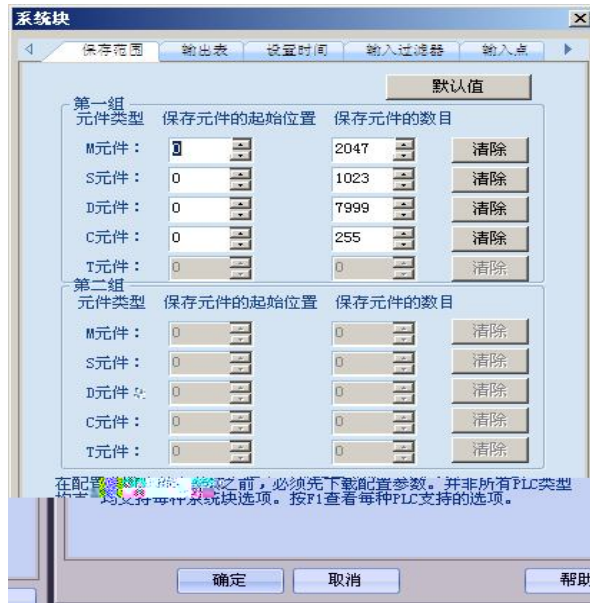 系统块
保存范围 输出表 设置时间 输入过滤器 输入点
默认值
第一组
元件类型 保存元件的起始位置 保存元件的数目
M元件： 0 2047 清除
S元件： 0 1023 清除
D元件： 0 7999 清除
C元件： 0 255 清除
T元件： 0 0 清除
第二组
元件类型 保存元件的起始位置 保存元件的数目
M元件： 0 0 清除
S元件： 0 0 清除
D元件 0 0 清除
C元件： 0 0 清除
T元件： 0 0 清除
在配置 之前，必须先下载配置参数。并非所有PLC类型
均支持每种系统块选项。按F1查看每种PLC支持的选项。
确定 取消 帮助